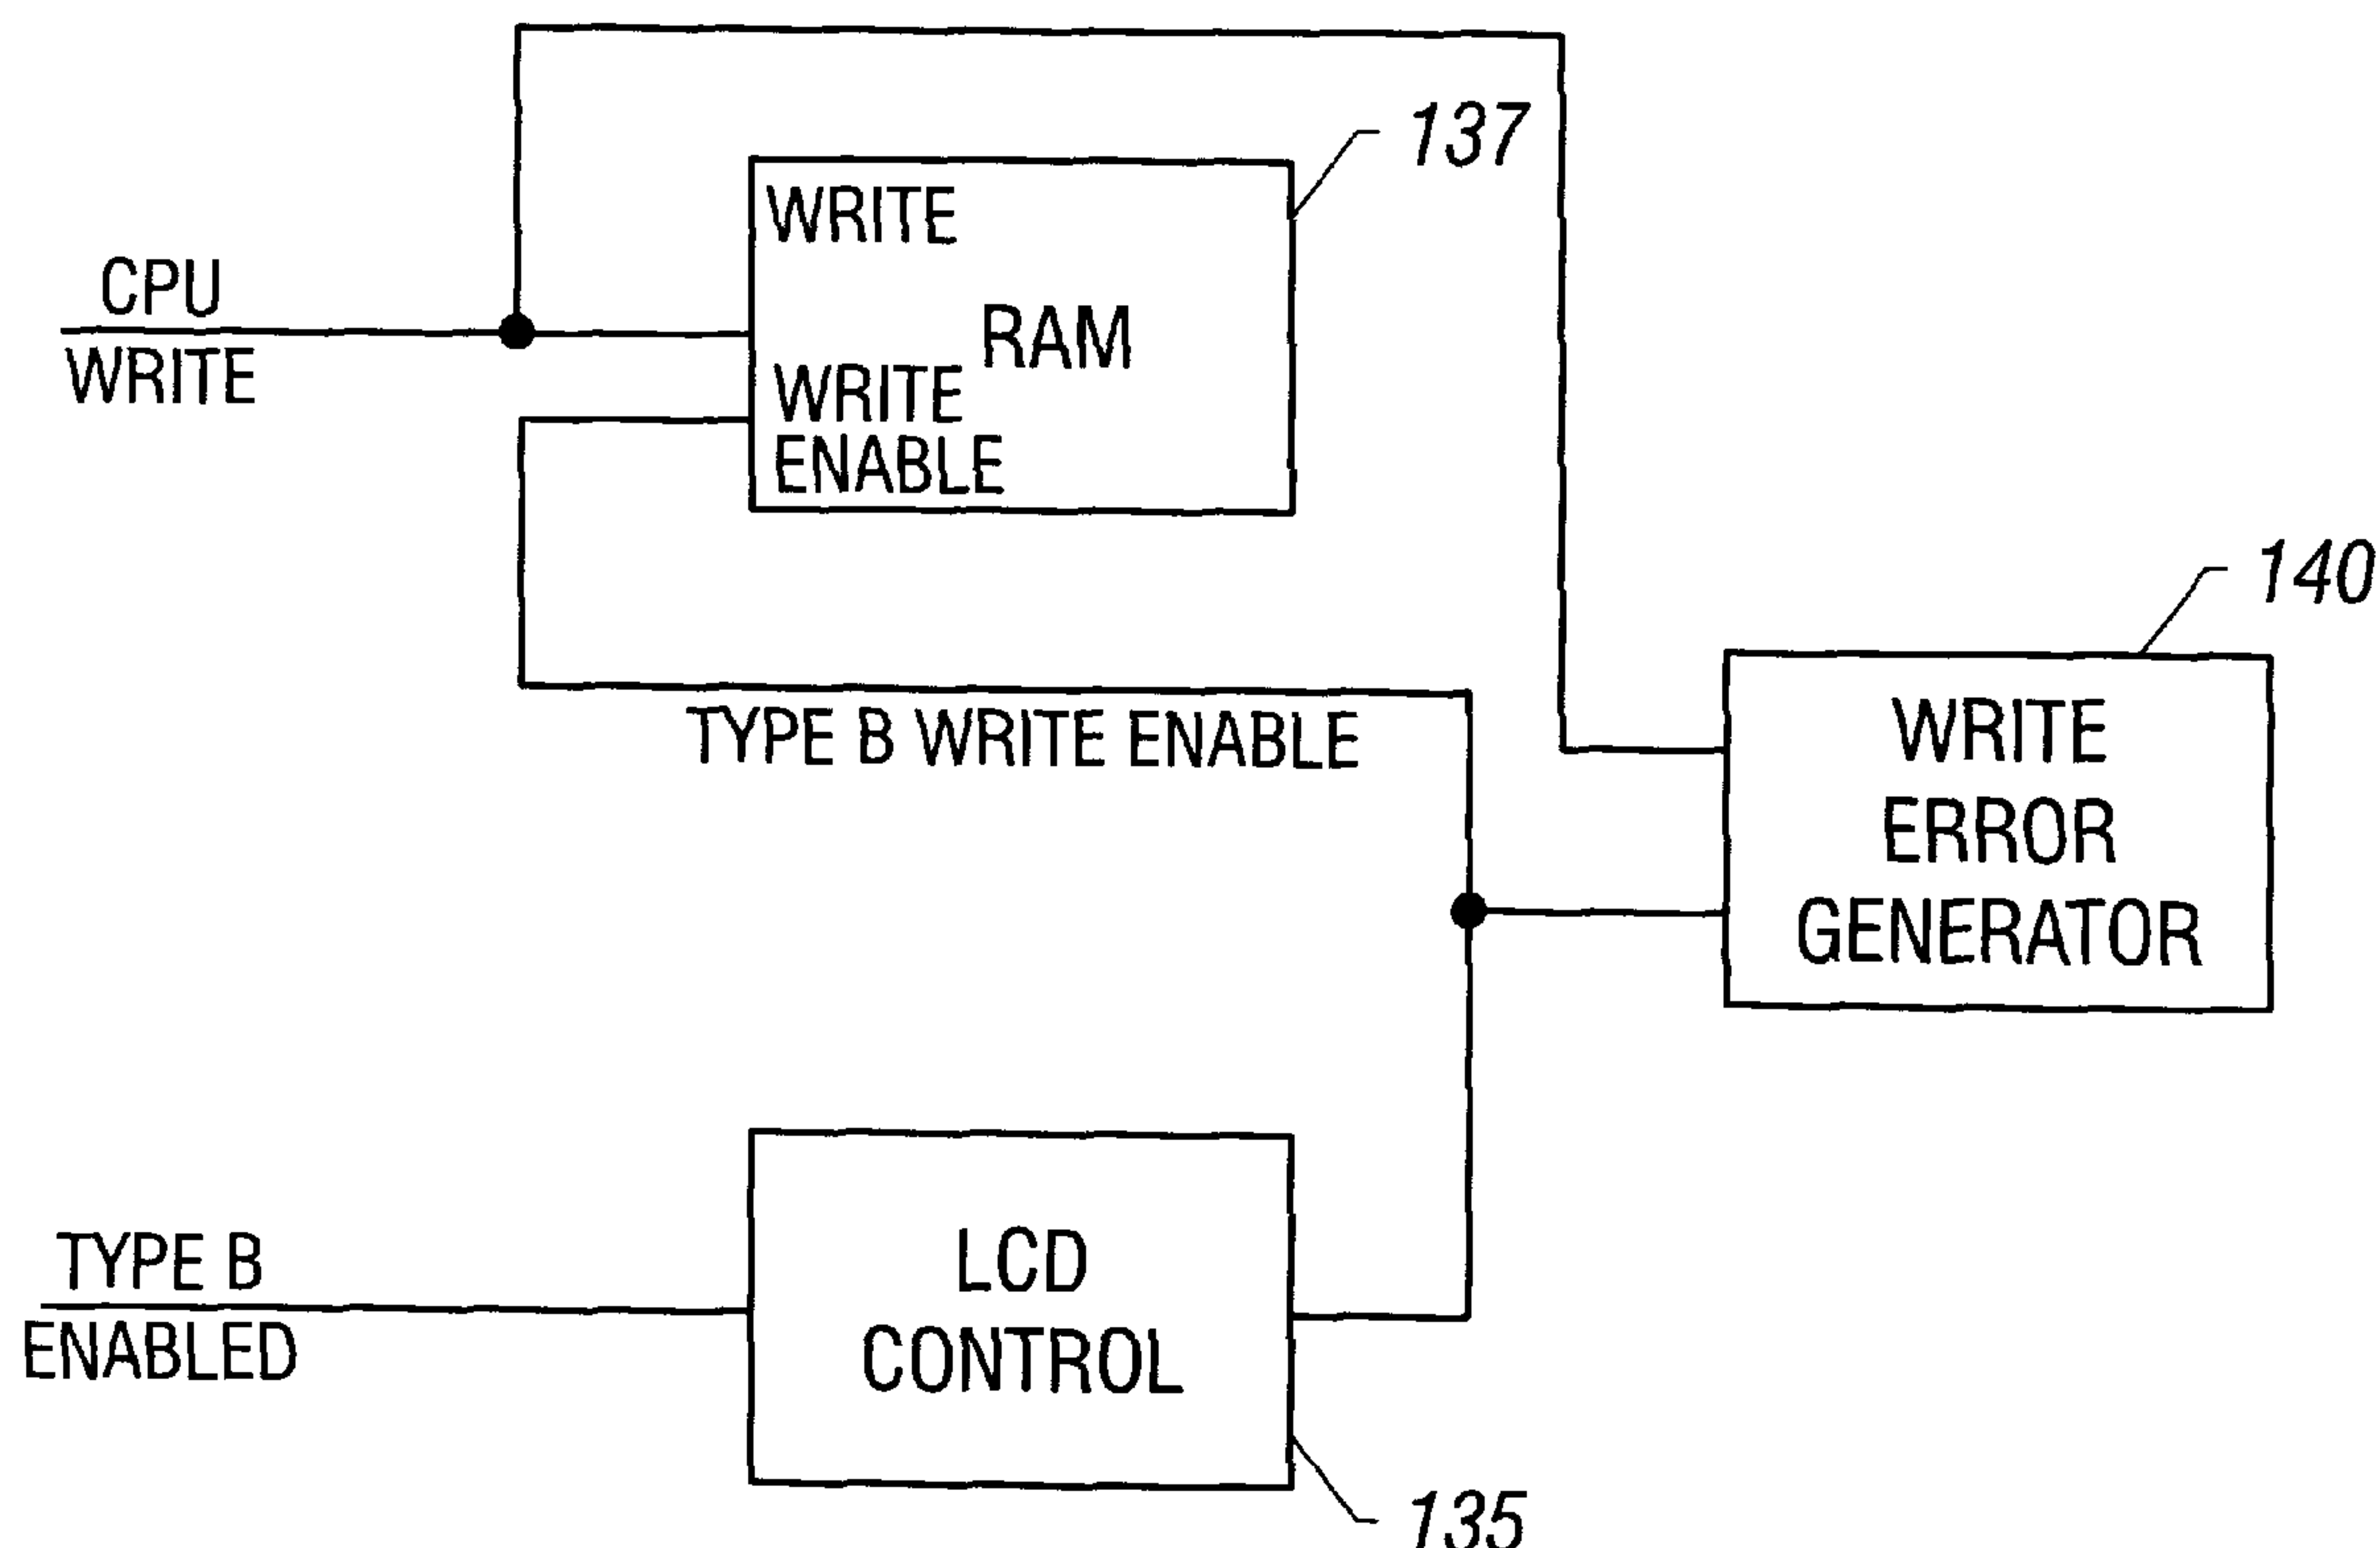 137
WRITE
CPU
WRITE
RAM
WRITE
ENABLE
140
TYPE B WRITE ENABLE
WRITE
ERROR
GENERATOR
TYPE B
ENABLED
LCD
CONTROL
135